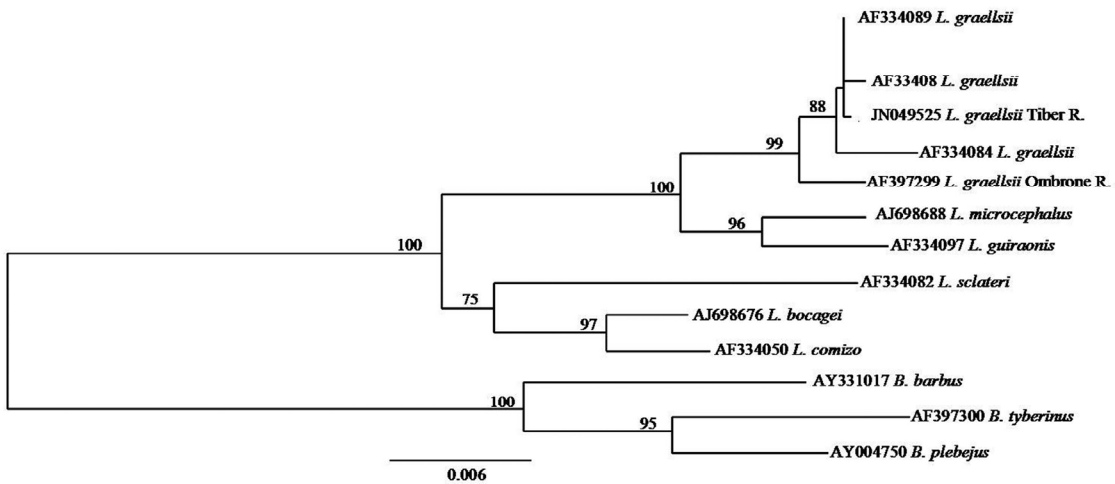 AF334089 L. graellsii
AF33408 L. graellsii
88
JN049525 L. graellsii Tiber R.
99
AF334084 L. graellsii
AF397299 L. graellsii Ombrone R.
100
AJ698688 L. microcephalus
96
AF334097 L. guiraonis
100
AF334082 L. sclateri
75
AJ698676 L. bocagei
97
AF334050 L. comizo
AY331017 B. barbus
100
AF397300 B. tyberinus
95
AY004750 B. plebejus
0.006